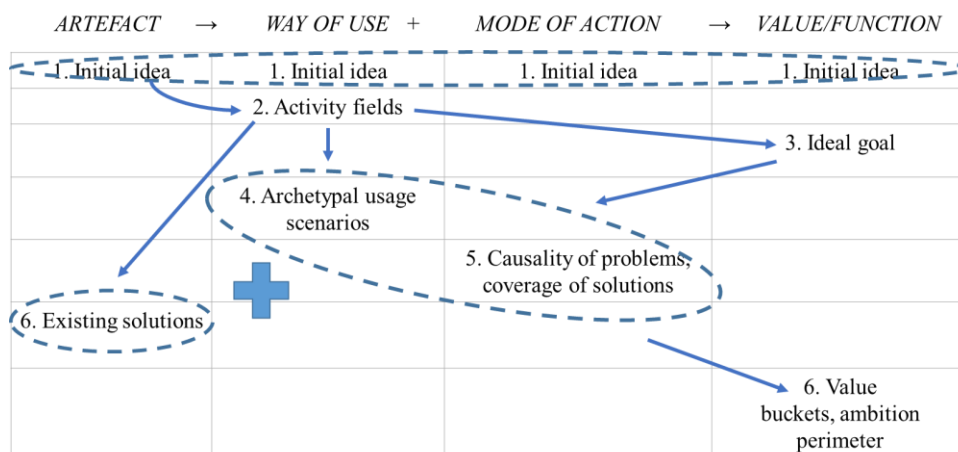 ARTEFACT → WAY OF USE + MODE OF ACTION → VALUE/FUNCTION
1. Initial idea 1. Initial idea 1. Initial idea 1. Initial idea
2. Activity fields
3. Ideal goal
4. Archetypal usage
scenarios
5. Causality of problems,
coverage of solutions
6. Existing solutions
6. Value
buckets, ambition
perimeter